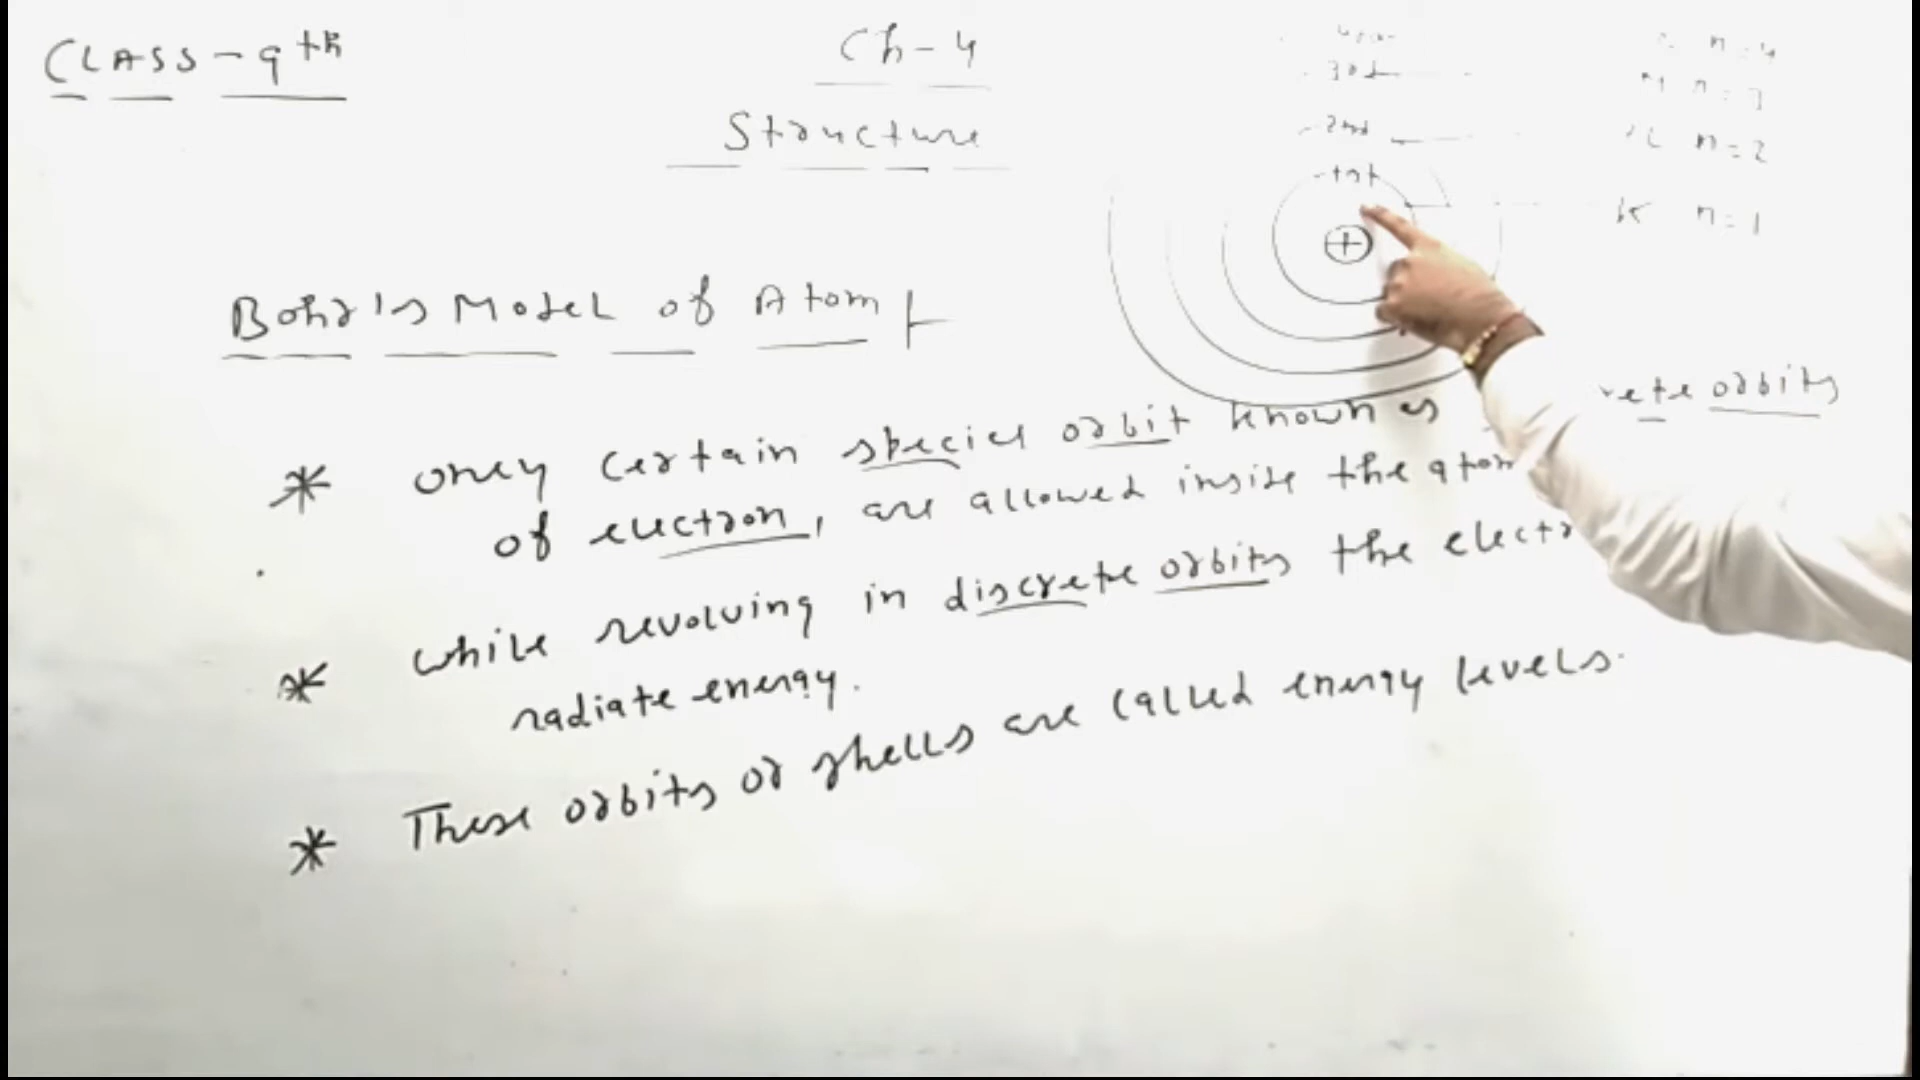 CLASS-9th
Ch-4
Structure
3rd
2nd
1st
+
n=4
M n=3
L n=2
K n=1
Bohr's Model of Atom
* Only certain special orbit known as rete orbits
of electron, are allowed inside the atom
* while revolving in discrete orbits the electr
radiate energy.
* These orbits or shells are called energy levels.